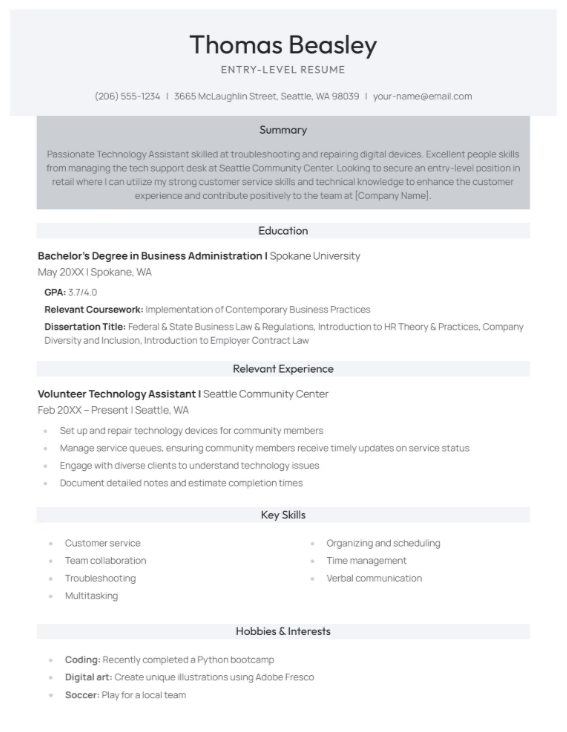 Thomas Beasley
ENTRY-LEVEL RESUME
(206) 555-1234 | 3665 McLaughlin Street, Seattle, WA 98039 | your-name@email.com
Summary
Passionate Technology Assistant skilled at troubleshooting and repairing digital devices. Excellent people skills
from managing the tech support desk at Seattle Community Center. Looking to secure an entry-level position in
retail where I can utilize my strong customer service skills and technical knowledge to enhance the customer
experience and contribute positively to the team at [Company Name].
Education
Bachelor's Degree in Business Administration | Spokane University
May 20XX | Spokane, WA
GPA: 3.7/4.0
Relevant Coursework: Implementation of Contemporary Business Practices
Dissertation Title: Federal & State Business Law & Regulations, Introduction to HR Theory & Practices, Company
Diversity and Inclusion, Introduction to Employer Contract Law
Relevant Experience
Volunteer Technology Assistant | Seattle Community Center
Feb 20XX – Present | Seattle, WA
• Set up and repair technology devices for community members
• Manage service queues, ensuring community members receive timely updates on service status
• Engage with diverse clients to understand technology issues
• Document detailed notes and estimate completion times
Key Skills
• Customer service
• Team collaboration
• Troubleshooting
• Multitasking
• Organizing and scheduling
• Time management
• Verbal communication
Hobbies & Interests
• Coding: Recently completed a Python bootcamp
• Digital art: Create unique illustrations using Adobe Fresco
• Soccer: Play for a local team